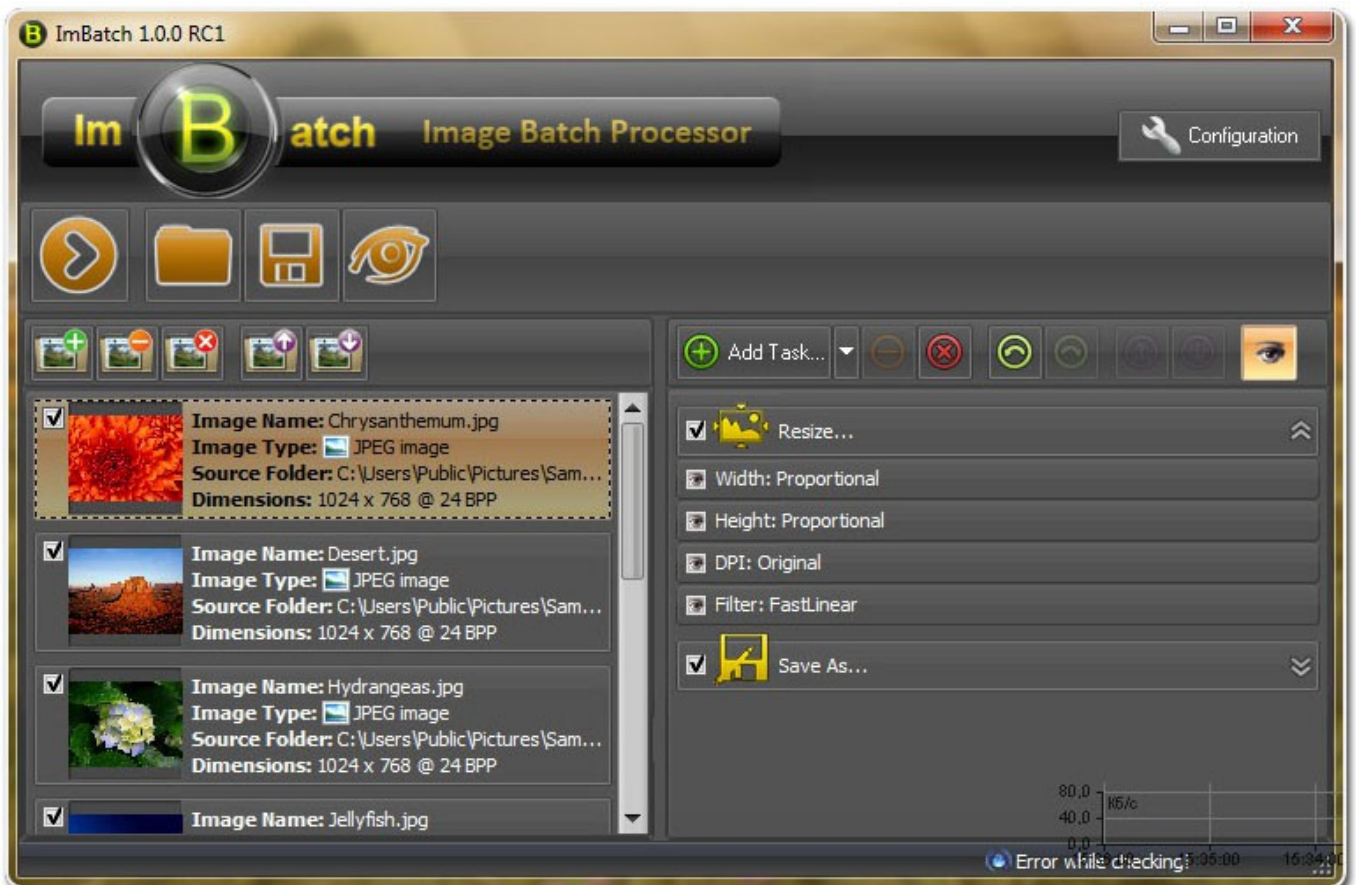 ImBatch 1.0.0 RC1
Im B atch Image Batch Processor
Configuration
Add Task...
Image Name: Chrysanthemum.jpg
Image Type: JPEG image
Source Folder: C:\Users\Public\Pictures\Sam...
Dimensions: 1024 x 768 @ 24 BPP
Image Name: Desert.jpg
Image Type: JPEG image
Source Folder: C:\Users\Public\Pictures\Sam...
Dimensions: 1024 x 768 @ 24 BPP
Image Name: Hydrangeas.jpg
Image Type: JPEG image
Source Folder: C:\Users\Public\Pictures\Sam...
Dimensions: 1024 x 768 @ 24 BPP
Image Name: Jellyfish.jpg
Resize...
Width: Proportional
Height: Proportional
DPI: Original
Filter: FastLinear
Save As...
80,0
Кб/с
40,0
0,0
Error while checking!
15:35:00